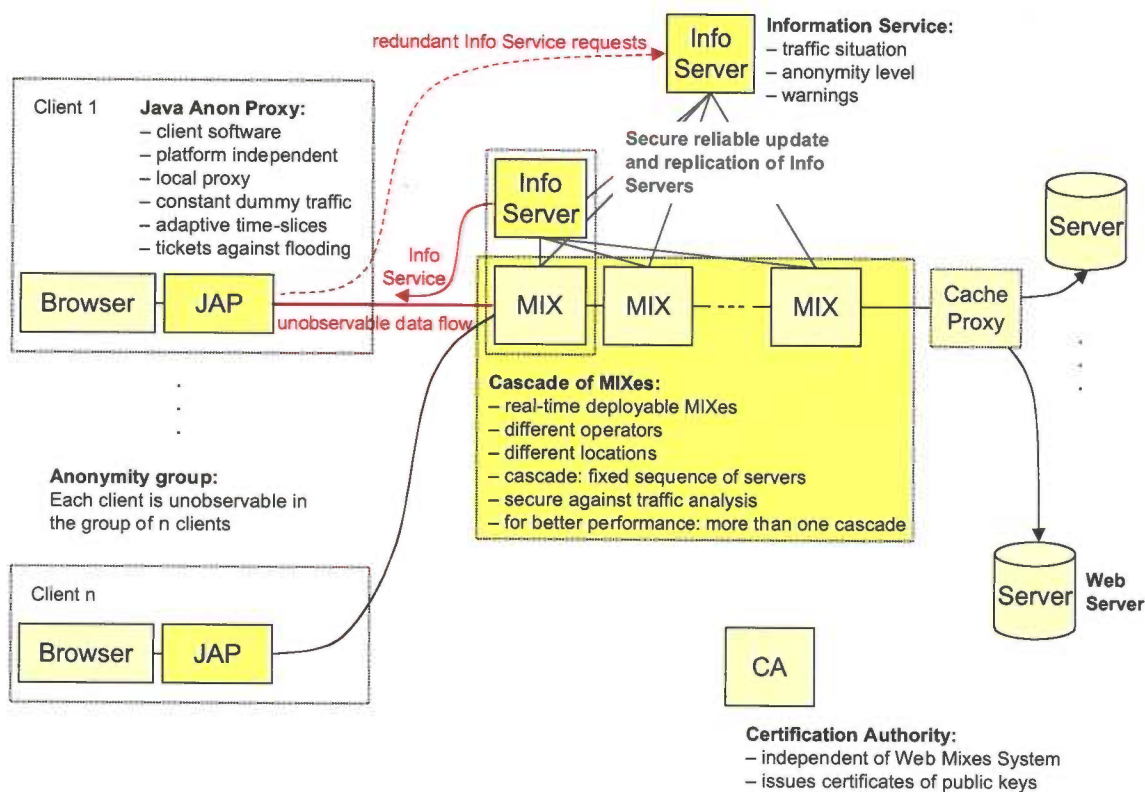 redundant Info Service requests
Info
Server
Information Service:
– traffic situation
– anonymity level
– warnings
Client 1
Java Anon Proxy:
– client software
– platform independent
– local proxy
– constant dummy traffic
– adaptive time-slices
– tickets against flooding
Secure reliable update
and replication of Info
Servers
Info
Server
Info
Service
Browser
JAP
unobservable data flow
MIX
MIX
MIX
Cache
Proxy
Server
Cascade of MIXes:
– real-time deployable MIXes
– different operators
– different locations
– cascade: fixed sequence of servers
– secure against traffic analysis
– for better performance: more than one cascade
Anonymity group:
Each client is unobservable in
the group of n clients
Client n
Browser
JAP
Server
Web
Server
CA
Certification Authority:
– independent of Web Mixes System
– issues certificates of public keys